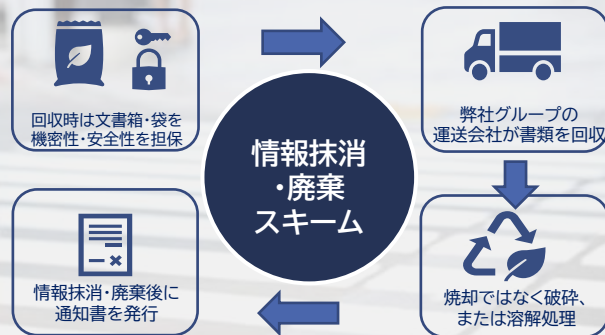 回収時は文書箱・袋を
機密性・安全性を担保
弊社グループの
運送会社が書類を回収
情報抹消
・廃棄
スキーム
情報抹消・廃棄後に
通知書を発行
焼却ではなく破砕、
または溶解処理